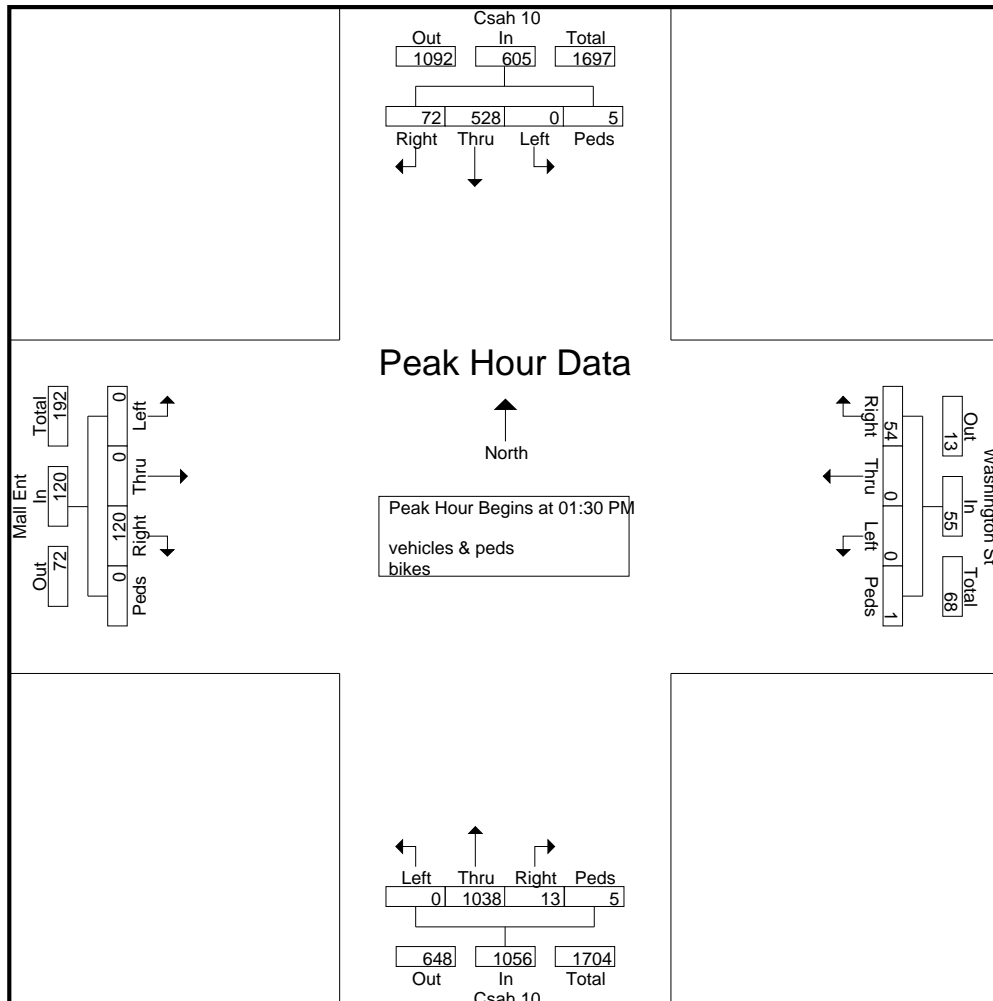 Csah 10
Out In Total
1092 605 1697
72 528 0 5
Right Thru Left Peds
Peak Hour Data
North
Peak Hour Begins at 01:30 PM
vehicles & peds
bikes
Mall Ent
Out In Total
72 120 192
0 0 120 0
Left Thru Right Peds
Washington St
Out In Total
13 55 68
54 0 0 1
Right Thru Left Peds
Left Thru Right Peds
0 1038 13 5
648 1056 1704
Out In Total
Csah 10